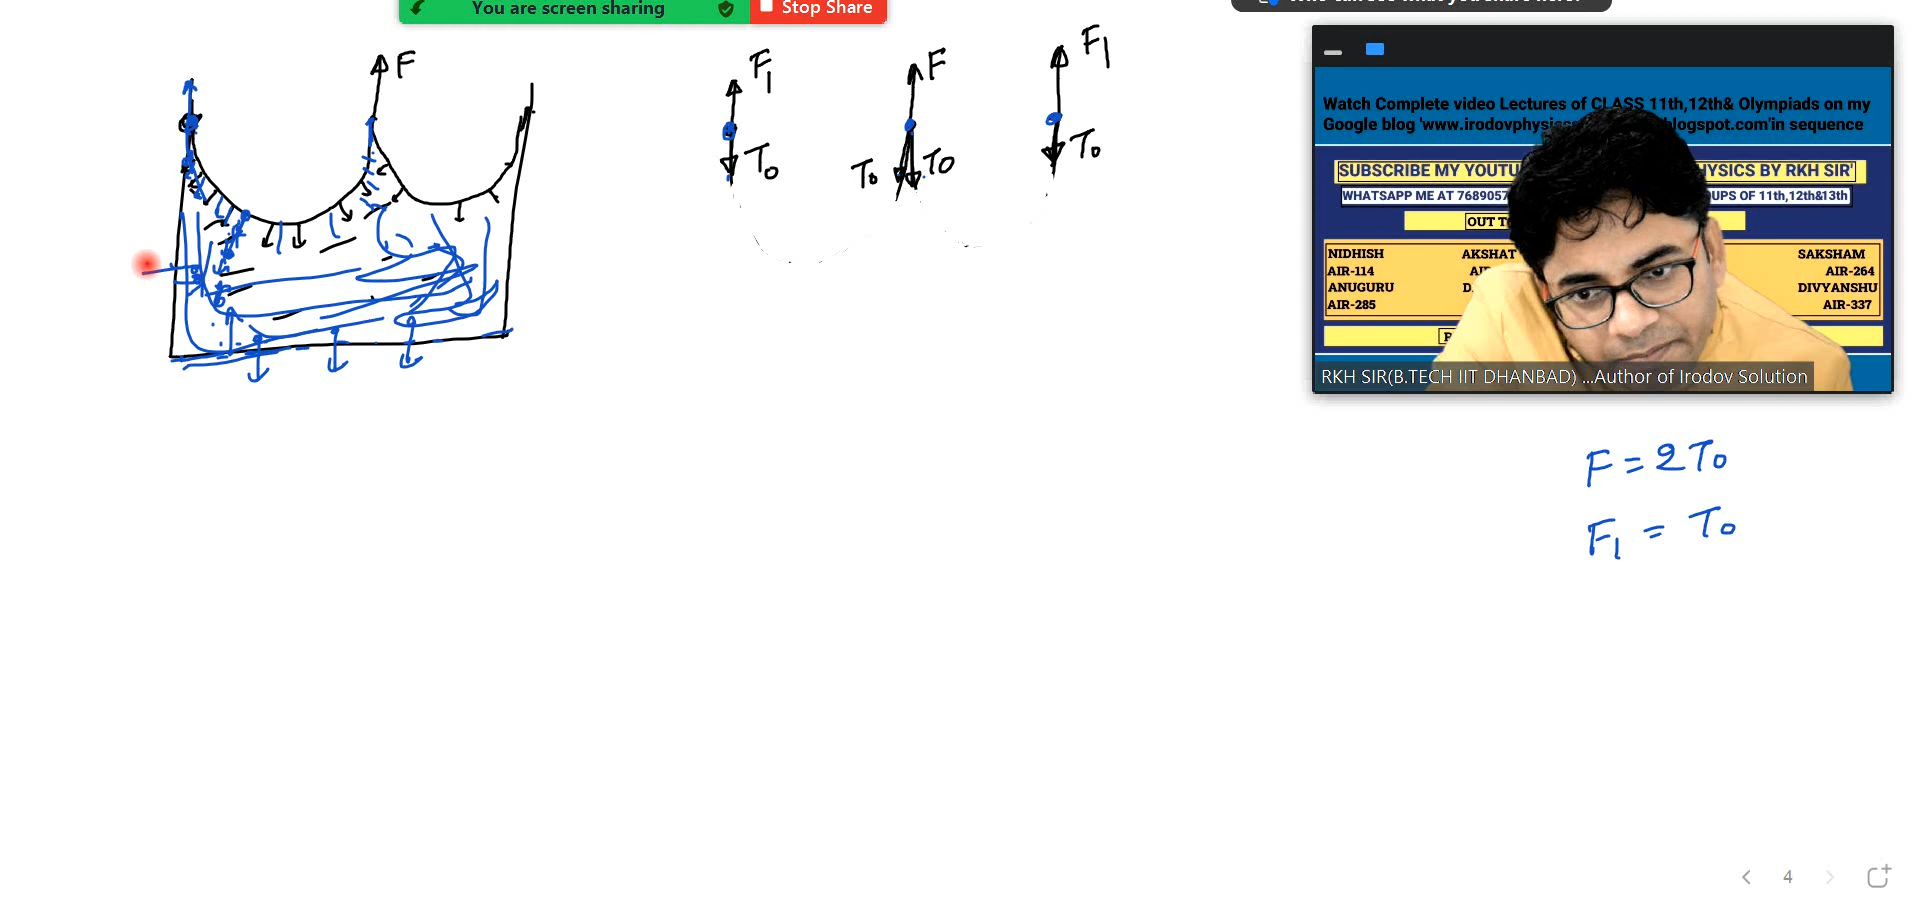 You are screen sharing
Stop Share
F
F1
T0
F
T0
T0
F1
T0
Watch Complete video Lectures of CLASS 11th,12th& Olympiads on my
Google blog 'www.irodovphysics logspot.com'in sequence
SUBSCRIBE MY YOUTU YSICS BY RKH SIR'
WHATSAPP ME AT 7689057 UPS OF 11th,12th&13th
OUT T
NIDHISH AKSHAT SAKSHAM
AIR-114 AIR-264
ANUGURU DIVYANSHU
AIR-285 AIR-337
RKH SIR(B.TECH IIT DHANBAD) ...Author of Irodov Solution
F = 2T0
F1 = T0
4